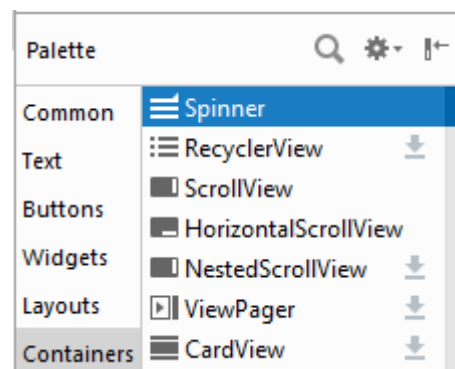 Palette
Common
Text
Buttons
Widgets
Layouts
Containers
Spinner
RecyclerView
ScrollView
HorizontalScrollView
NestedScrollView
ViewPager
CardView